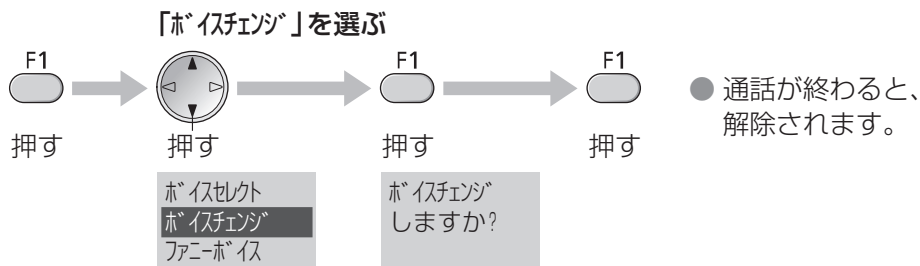 「ﾎﾞｲｽﾁｪﾝｼﾞ」を選ぶ
F1
F1
F1
押す
押す
押す
押す
● 通話が終わると、
解除されます。
ﾎﾞｲｽｾﾚｸﾄ
ﾎﾞｲｽﾁｪﾝｼﾞ
ﾌｧﾆｰﾎﾞｲｽ
ﾎﾞｲｽﾁｪﾝｼﾞ
しますか?